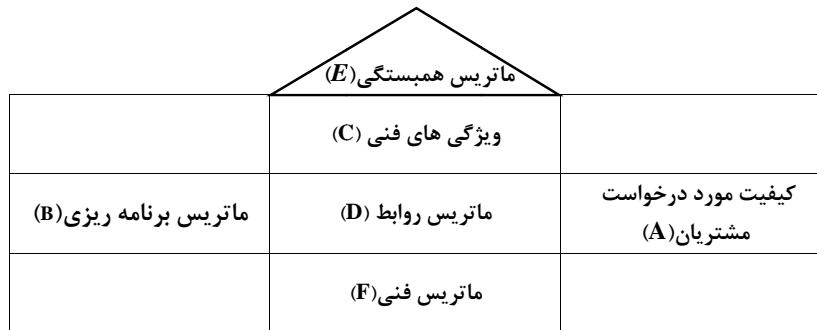 ماتریس همبستگی(E)
ویژگی های فنی (C)
کیفیت مورد درخواست
مشتریان(A)
ماتریس روابط (D)
ماتریس برنامه ریزی(B)
ماتریس فنی(F)